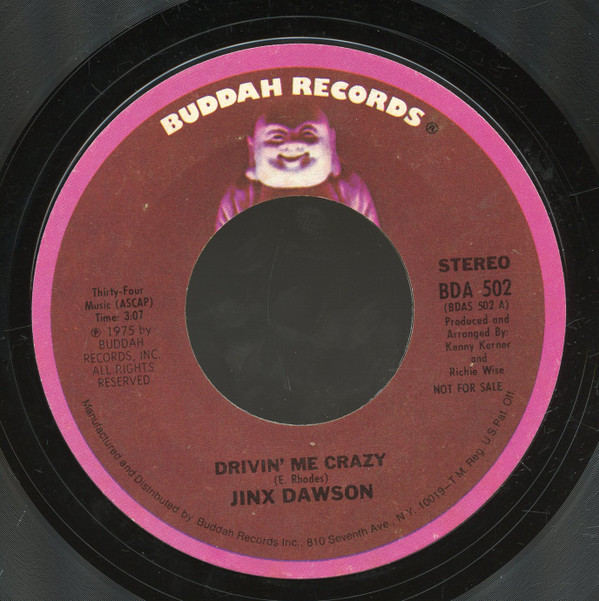 BUDDAH RECORDS®
Thirty-Four
Music (ASCAP)
Time: 3:07
℗ 1975 by
BUDDAH
RECORDS, INC.
ALL RIGHTS
RESERVED
STEREO
BDA 502
(BDAS 502 A)
Produced and
Arranged By:
Kenny Kerner
and
Richie Wise
NOT FOR SALE
DRIVIN' ME CRAZY
(E. Rhodes)
JINX DAWSON
Manufactured and Distributed by Buddah Records Inc., 810 Seventh Ave., N.Y. 10019–T.M. Reg. U.S. Pat. Off.